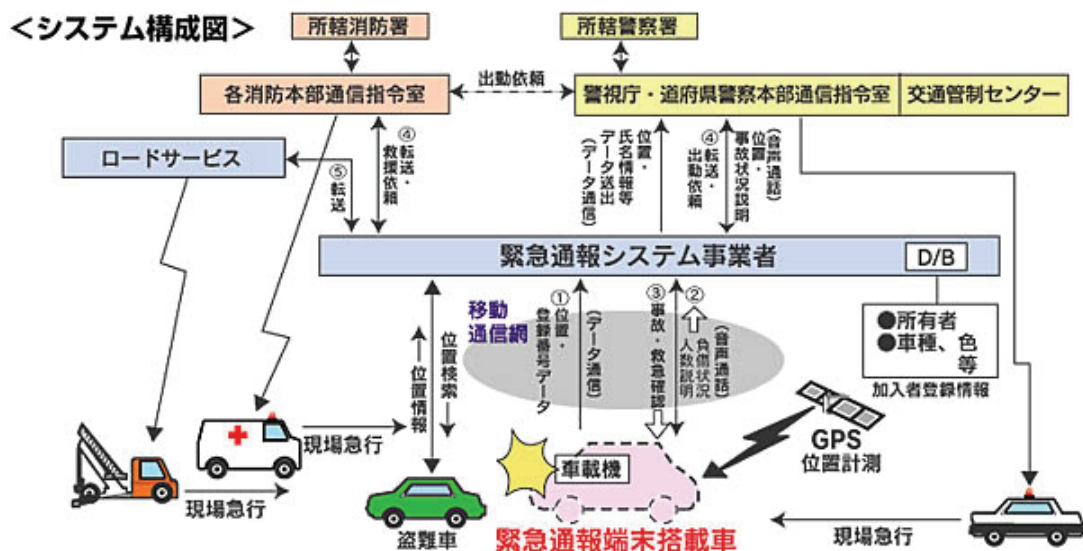 ＜システム構成図＞
所轄消防署
所轄警察署
各消防本部通信指令室
出動依頼
警視庁・道府県警察本部通信指令室
交通管制センター
ロードサービス
⑤転送
④転送・
救援依頼
位置・
氏名情報等
データ送出
（データ通信）
④転送・
出動依頼
（音声通話）
位置・
事故状況説明
緊急通報システム事業者
D/B
移動
通信網
①位置・
登録番号データ
（データ通信）
③事故・救急確認
②
（音声通話）
負傷状況
人数説明
●所有者
●車種、色
等
加入者登録情報
位置情報
位置検索
GPS
位置計測
車載機
現場急行
現場急行
盗難車
緊急通報端末搭載車
現場急行